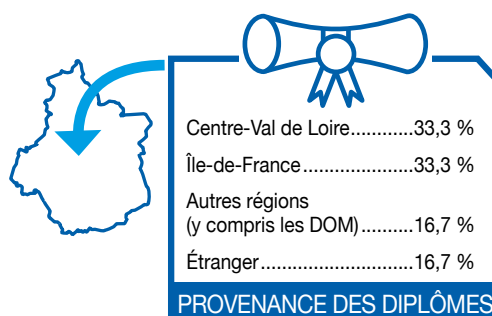 Centre-Val de Loire............33,3 %
Île-de-France.....................33,3 %
Autres régions
(y compris les DOM)..........16,7 %
Étranger.............................16,7 %
PROVENANCE DES DIPLÔMES